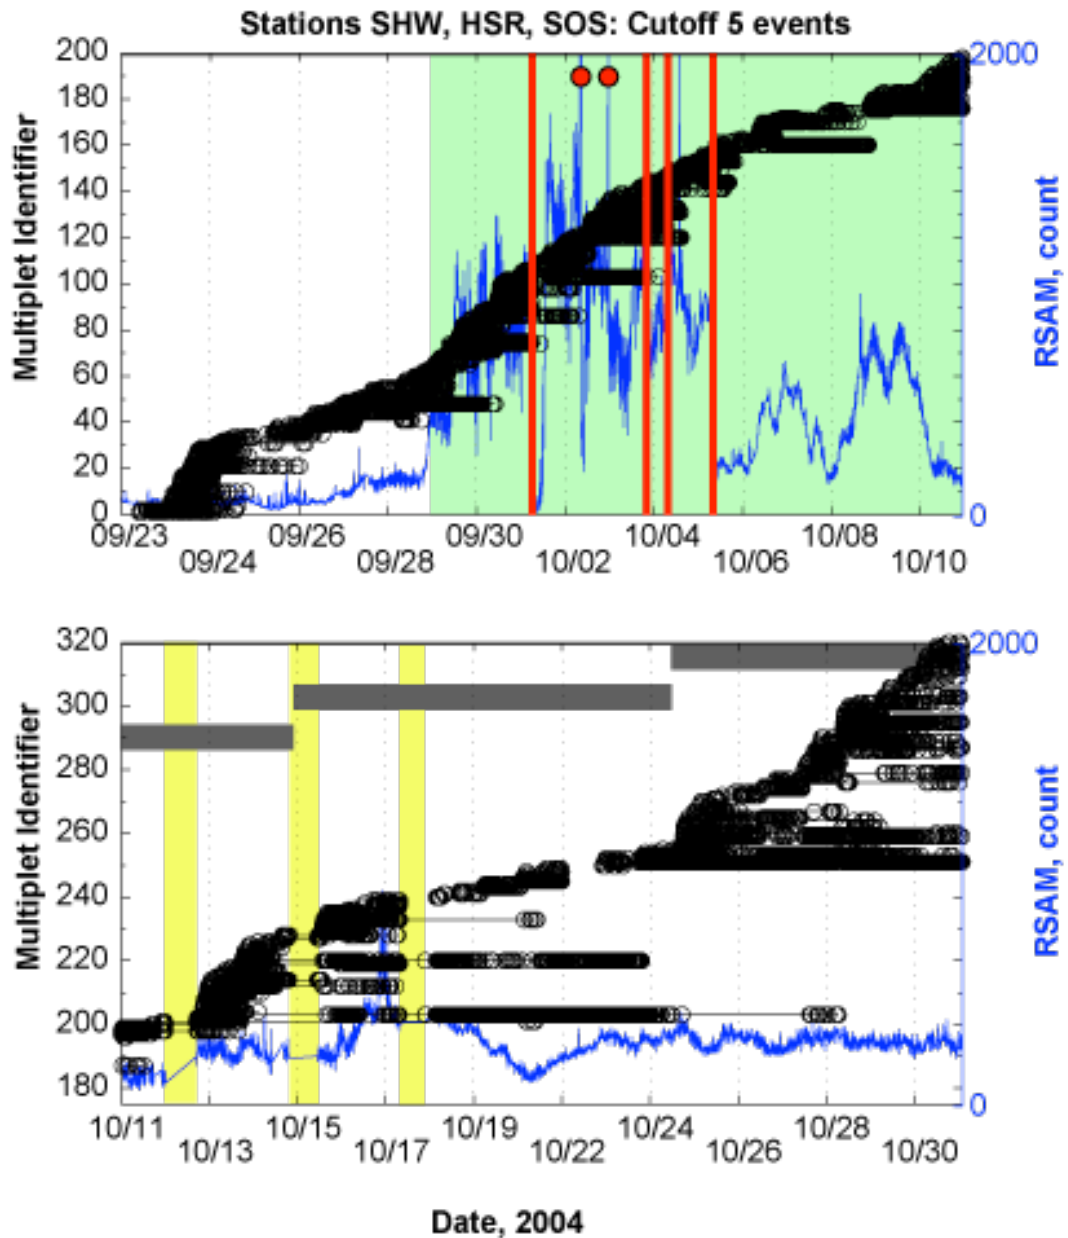 Stations SHW, HSR, SOS: Cutoff 5 events
200
180
160
140
120
100
80
60
40
20
0
Multiplet Identifier
2000
0
RSAM, count
09/23 09/26 09/30 10/04 10/08
09/24 09/28 10/02 10/06 10/10
320
300
280
260
240
220
200
180
Multiplet Identifier
2000
0
RSAM, count
10/11 10/15 10/19 10/24 10/28
10/13 10/17 10/22 10/26 10/30
Date, 2004